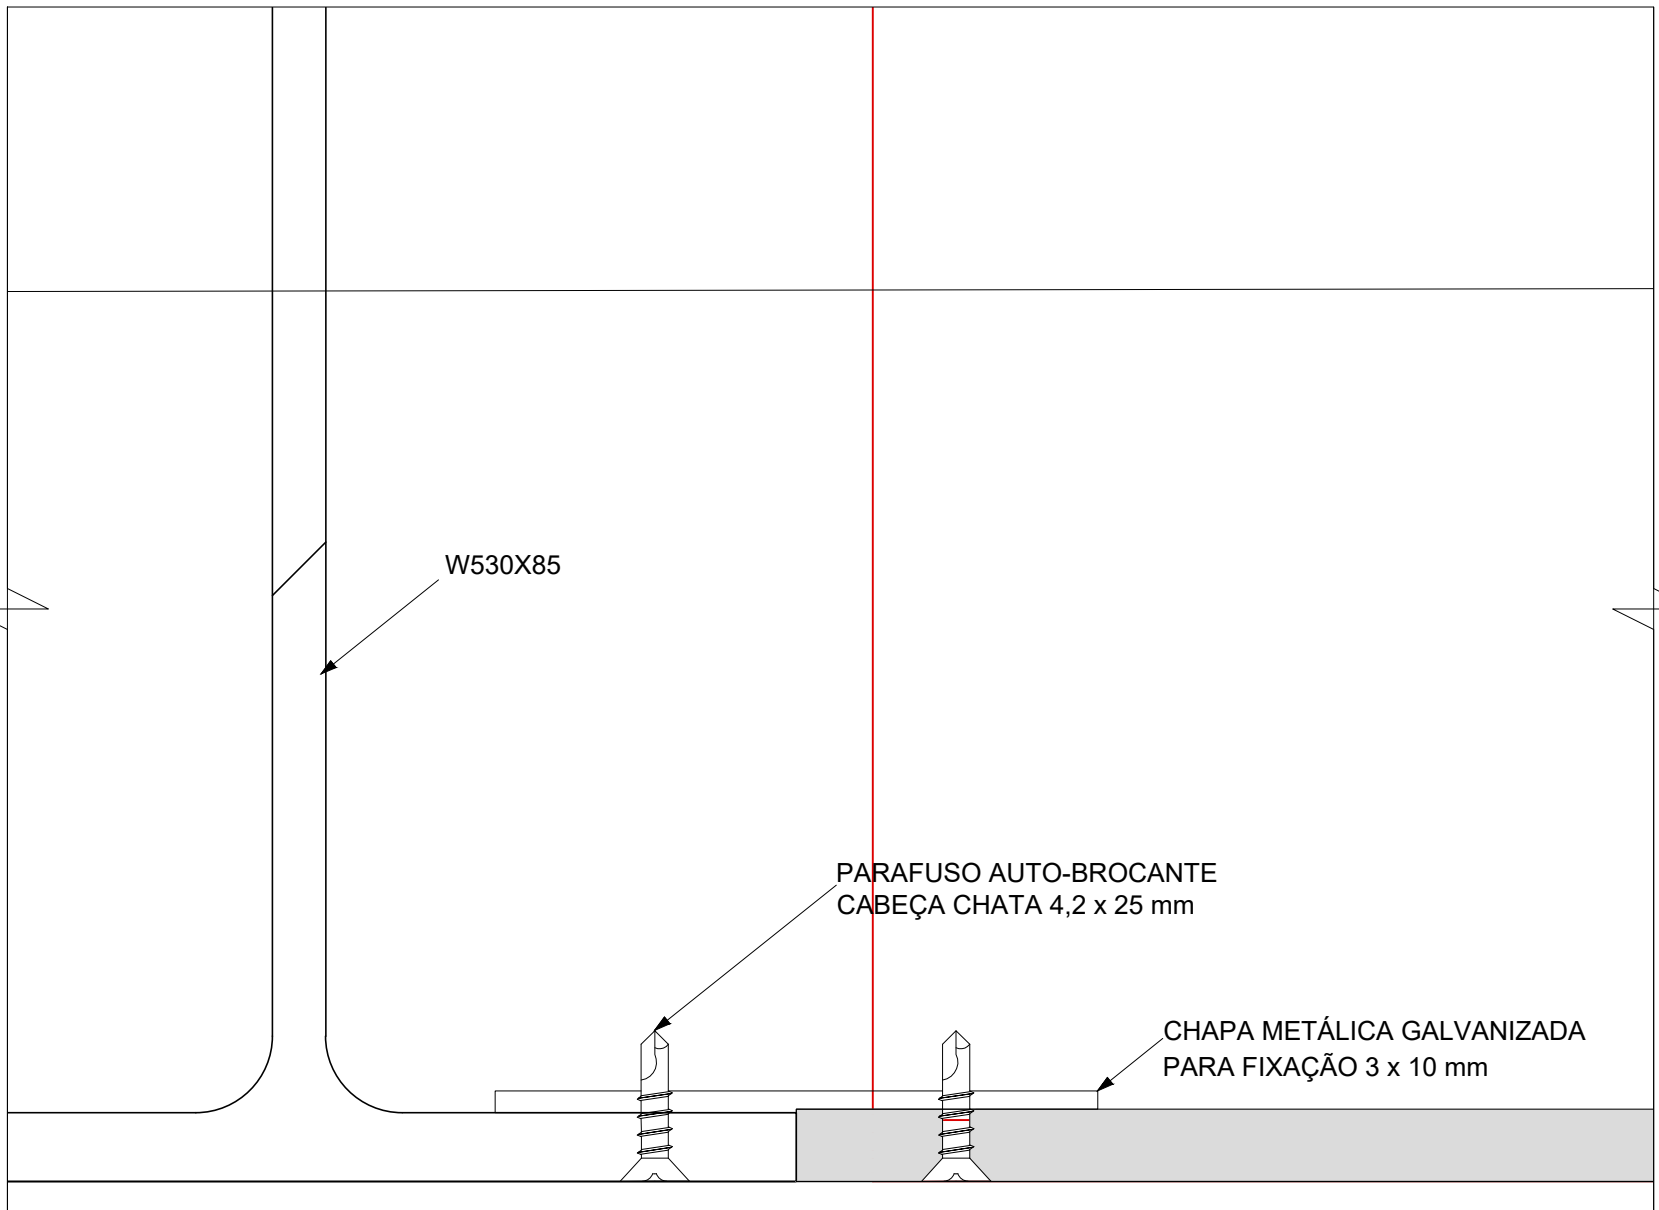 W530X85
PARAFUSO AUTO-BROCANTE
CABEÇA CHATA 4,2 x 25 mm
CHAPA METÁLICA GALVANIZADA
PARA FIXAÇÃO 3 x 10 mm